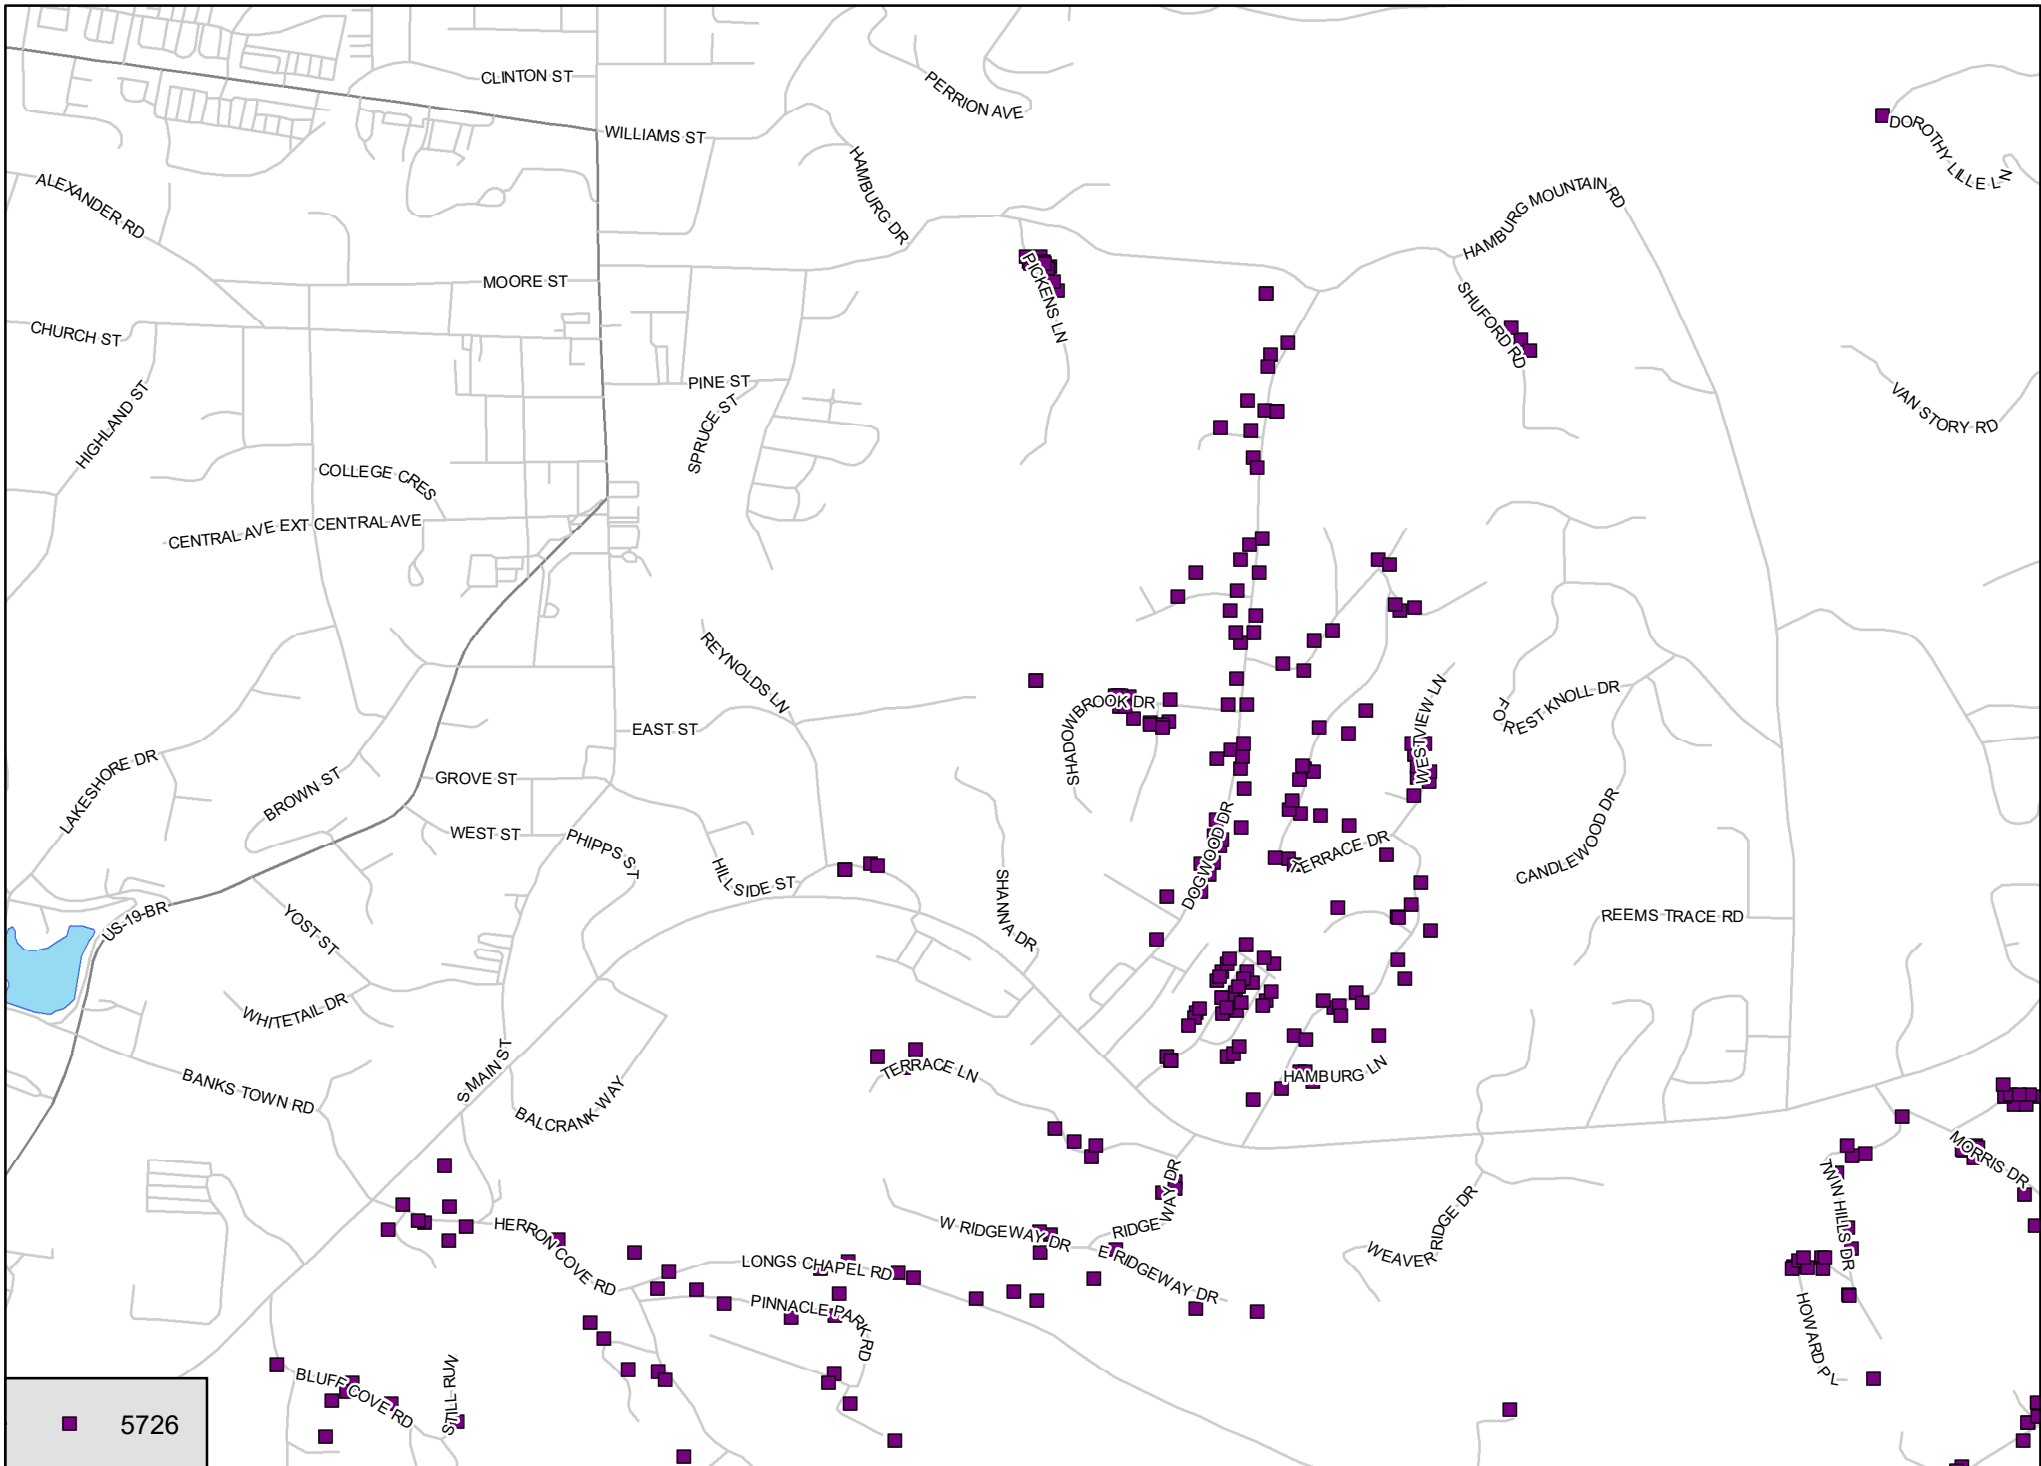 CLINTON ST
PERRION AVE
WILLIAMS ST
DOROTHY LILLE LN
HAMBURG DR
ALEXANDER RD
HAMBURG MOUNTAIN RD
MOORE ST
PICKENS LN
SHUFORD RD
CHURCH ST
PINE ST
SPRUCE ST
HIGHLAND ST
VAN STORY RD
COLLEGE CRES
CENTRAL AVE EXT CENTRAL AVE
REYNOLDS LN
SHADOWBROOK DR
WESTVIEW LN
FOREST KNOLL DR
EAST ST
LAKESHORE DR
BROWN ST
GROVE ST
WEST ST
PHIPPS ST
HILLSIDE ST
SHANNA DR
DOGWOOD DR
TERRACE DR
CANDLEWOOD DR
REEMS TRACE RD
US-19-BR
YOST ST
WHITETAIL DR
S MAIN ST
BANKS TOWN RD
BALCRANK WAY
TERRACE LN
HAMBURG LN
MORRIS DR
TWIN HILLS DR
RIDGE WAY DR
W RIDGEWAY DR
E RIDGEWAY DR
WEAVER RIDGE DR
HERRON COVE RD
LONGS CHAPEL RD
PINNACLE PARK RD
HOWARD PL
BLUFF COVE RD
STILL RUN
5726